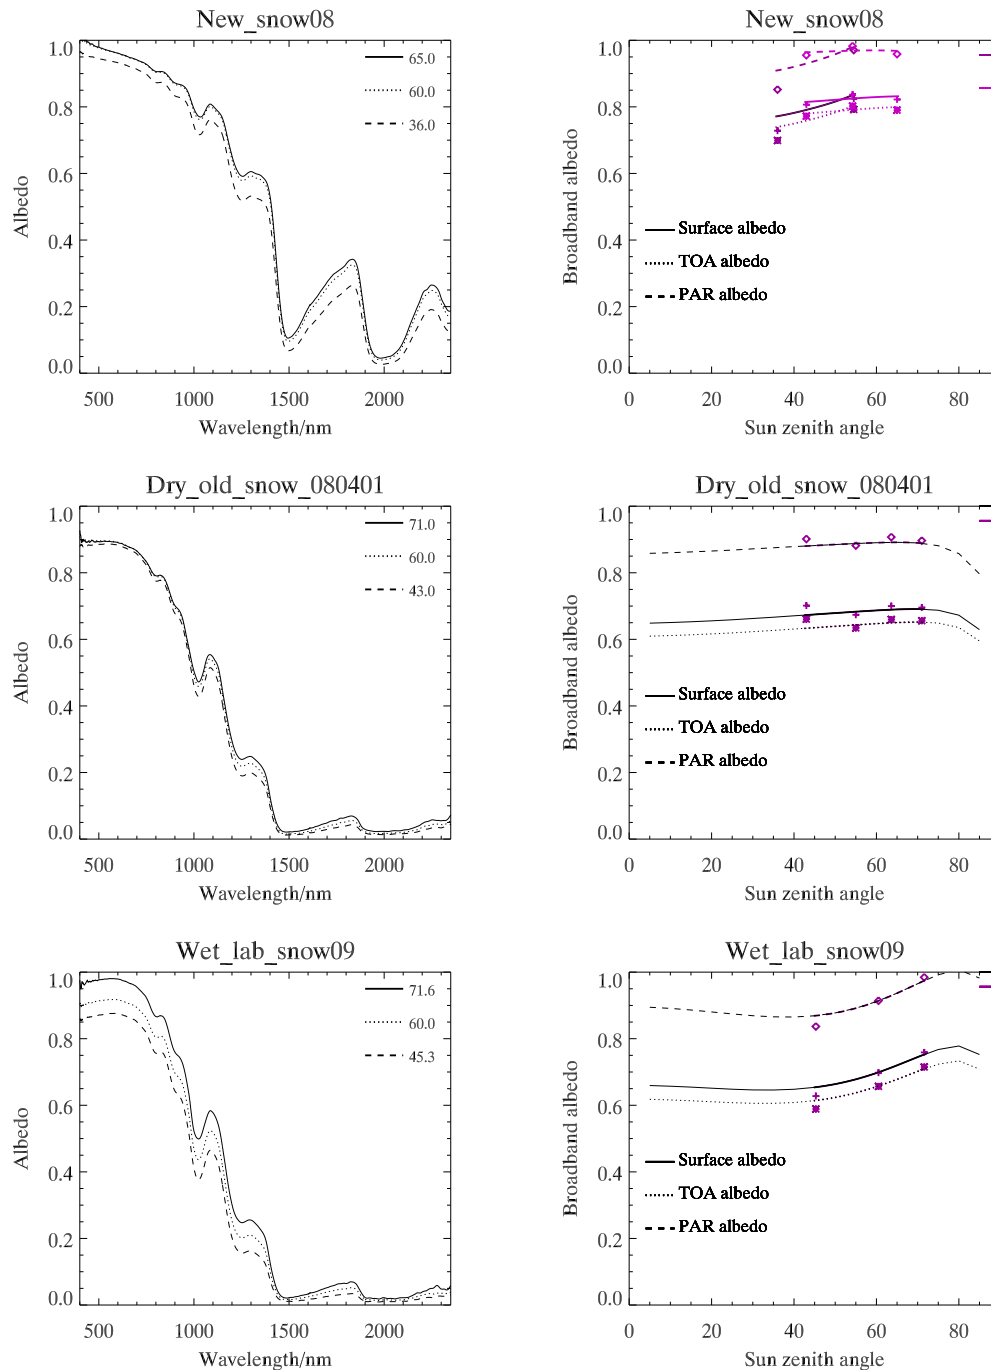 New_snow08
1.0
0.8
0.6
0.4
0.2
0.0
Albedo
65.0
60.0
36.0
500 1000 1500 2000
Wavelength/nm
New_snow08
1.0
0.8
0.6
0.4
0.2
0.0
Broadband albedo
Surface albedo
TOA albedo
PAR albedo
0 20 40 60 80
Sun zenith angle
Dry_old_snow_080401
1.0
0.8
0.6
0.4
0.2
0.0
Albedo
71.0
60.0
43.0
500 1000 1500 2000
Wavelength/nm
Dry_old_snow_080401
1.0
0.8
0.6
0.4
0.2
0.0
Broadband albedo
Surface albedo
TOA albedo
PAR albedo
0 20 40 60 80
Sun zenith angle
Wet_lab_snow09
1.0
0.8
0.6
0.4
0.2
0.0
Albedo
71.6
60.0
45.3
500 1000 1500 2000
Wavelength/nm
Wet_lab_snow09
1.0
0.8
0.6
0.4
0.2
0.0
Broadband albedo
Surface albedo
TOA albedo
PAR albedo
0 20 40 60 80
Sun zenith angle